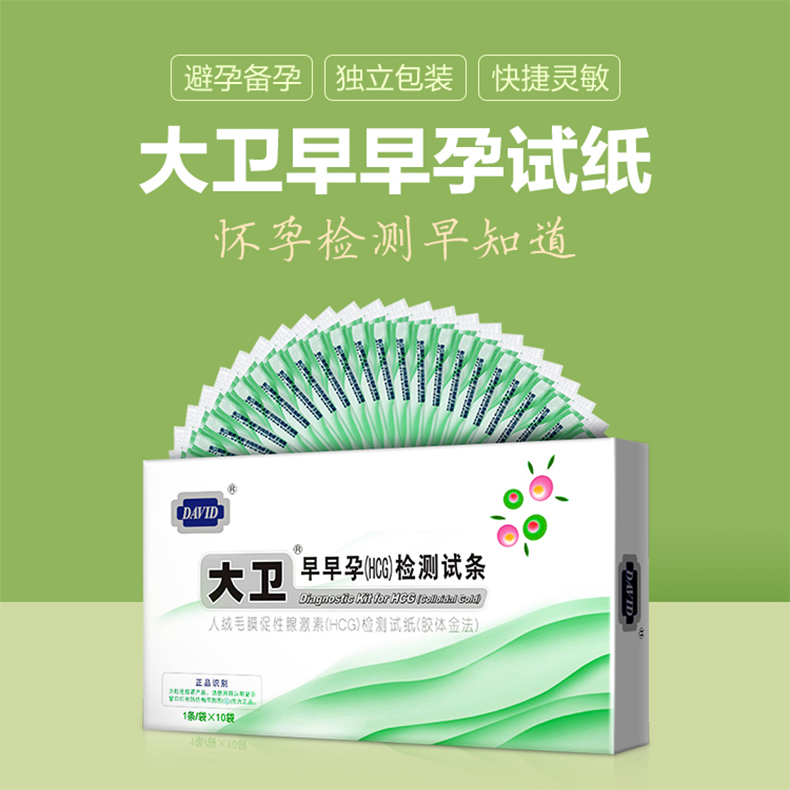 避孕备孕 独立包装 快捷灵敏
大卫早早孕试纸
怀孕检测早知道
DAVID ®
大卫® 早早孕(HCG)检测试条
Diagnostic Kit for HCG (Colloidal Gold)
人绒毛膜促性腺激素(HCG)检测试纸(胶体金法)
正品识别
1条/袋×10袋
DAVID ®